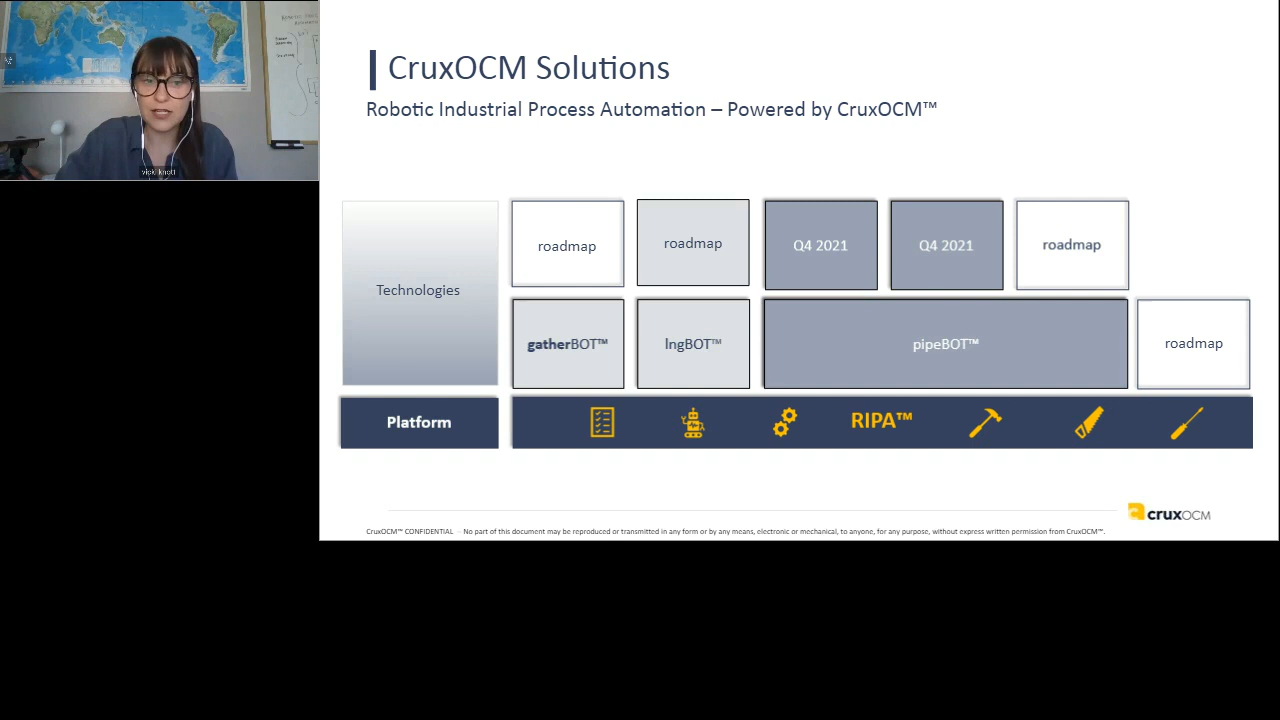 vicki knott
CruxOCM Solutions
Robotic Industrial Process Automation – Powered by CruxOCM™
Technologies
roadmap
roadmap
Q4 2021
Q4 2021
roadmap
gatherBOT™
lngBOT™
pipeBOT™
roadmap
Platform
RIPA™
cruxOCM
CruxOCM™ CONFIDENTIAL – No part of this document may be reproduced or transmitted in any form or by any means, electronic or mechanical, to anyone, for any purpose, without express written permission from CruxOCM™.